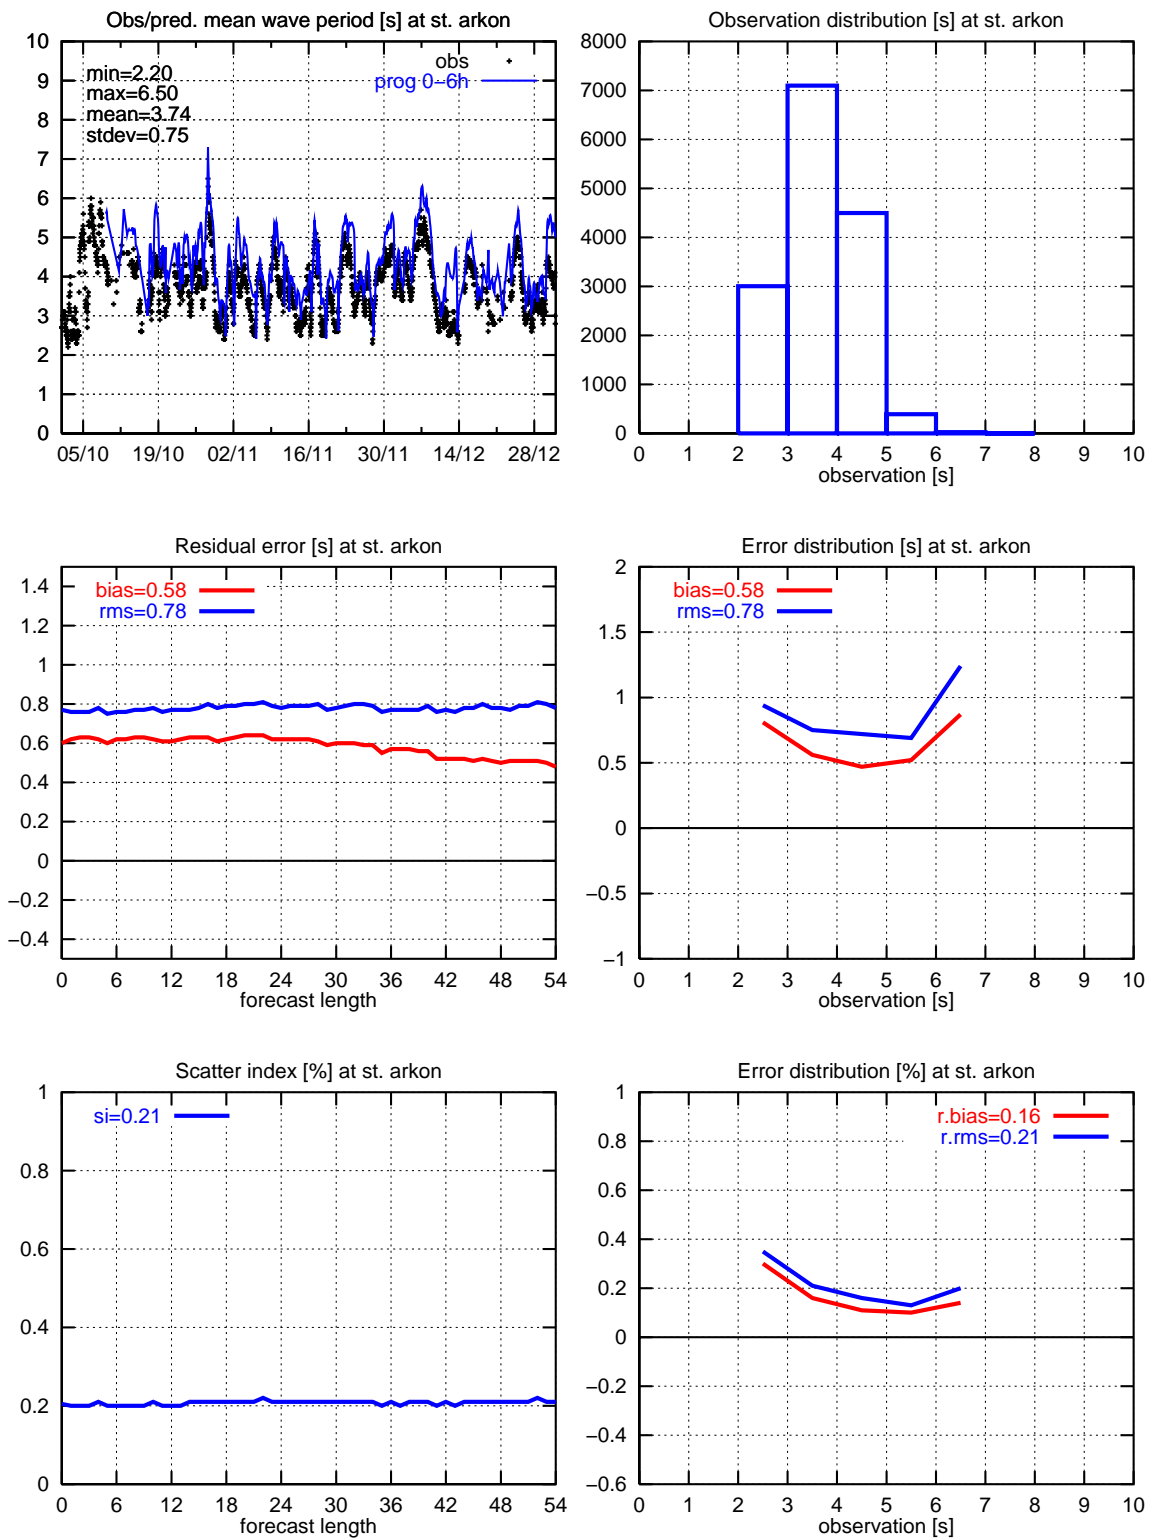 Obs/pred. mean wave period [s] at st. arkon
10
9
8
7
6
5
4
3
2
1
0
min=2.20
max=6.50
mean=3.74
stdev=0.75
obs
prog 0−6h
05/10 19/10 02/11 16/11 30/11 14/12 28/12
Observation distribution [s] at st. arkon
8000
7000
6000
5000
4000
3000
2000
1000
0
0 1 2 3 4 5 6 7 8 9 10
observation [s]
Residual error [s] at st. arkon
1.4
1.2
1
0.8
0.6
0.4
0.2
0
−0.2
−0.4
bias=0.58
rms=0.78
0 6 12 18 24 30 36 42 48 54
forecast length
Error distribution [s] at st. arkon
2
1.5
1
0.5
0
−0.5
−1
bias=0.58
rms=0.78
0 1 2 3 4 5 6 7 8 9 10
observation [s]
Scatter index [%] at st. arkon
1
0.8
0.6
0.4
0.2
0
si=0.21
0 6 12 18 24 30 36 42 48 54
forecast length
Error distribution [%] at st. arkon
1
0.8
0.6
0.4
0.2
0
−0.2
−0.4
−0.6
r.bias=0.16
r.rms=0.21
0 1 2 3 4 5 6 7 8 9 10
observation [s]